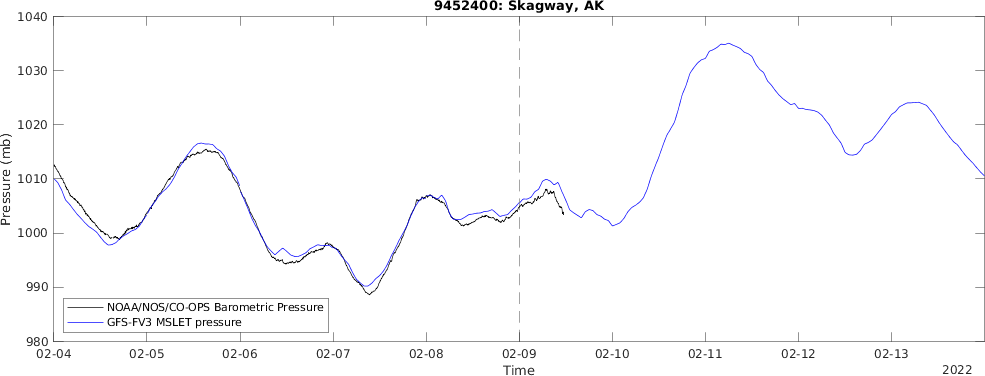 9452400: Skagway, AK
Pressure (mb)
1040
1030
1020
1010
1000
990
980
NOAA/NOS/CO-OPS Barometric Pressure
GFS-FV3 MSLET pressure
02-04 02-05 02-06 02-07 02-08 02-09 02-10 02-11 02-12 02-13
Time
2022